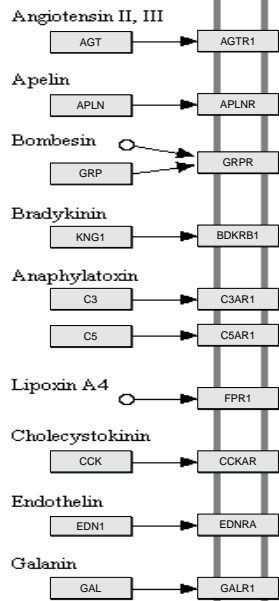 Angiotensin II, III
AGT AGTR1
Apelin
APLN APLNR
Bombesin
GRPR
GRP
Bradykinin
KNG1 BDKRB1
Anaphylatoxin
C3 C3AR1
C5 C5AR1
Lipoxin A4
FPR1
Cholecystokinin
CCK CCKAR
Endothelin
EDN1 EDNRA
Galanin
GAL GALR1